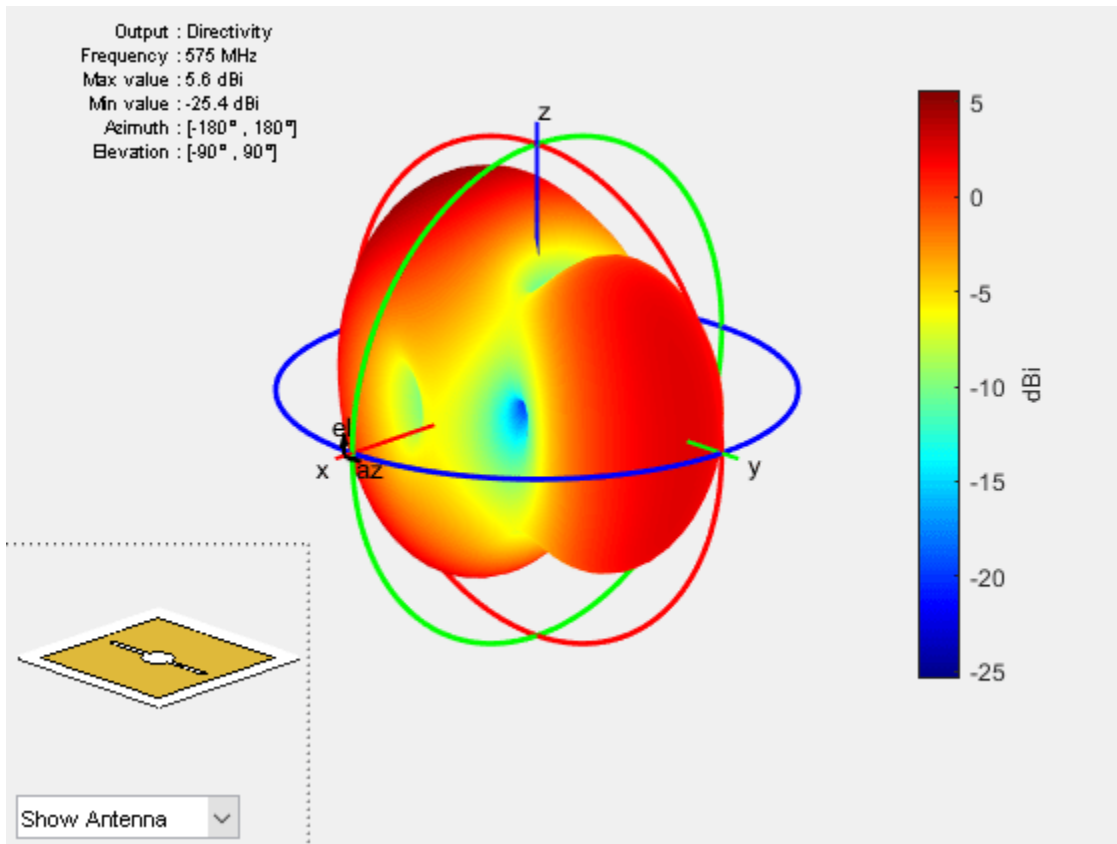 Output : Directivity
Frequency : 575 MHz
Max value : 5.6 dBi
Min value : -25.4 dBi
Azimuth : [-180° , 180°]
Elevation : [-90° , 90°]
z
5
0
-5
-10
dBi
-15
-20
-25
el
x
az
y
Show Antenna